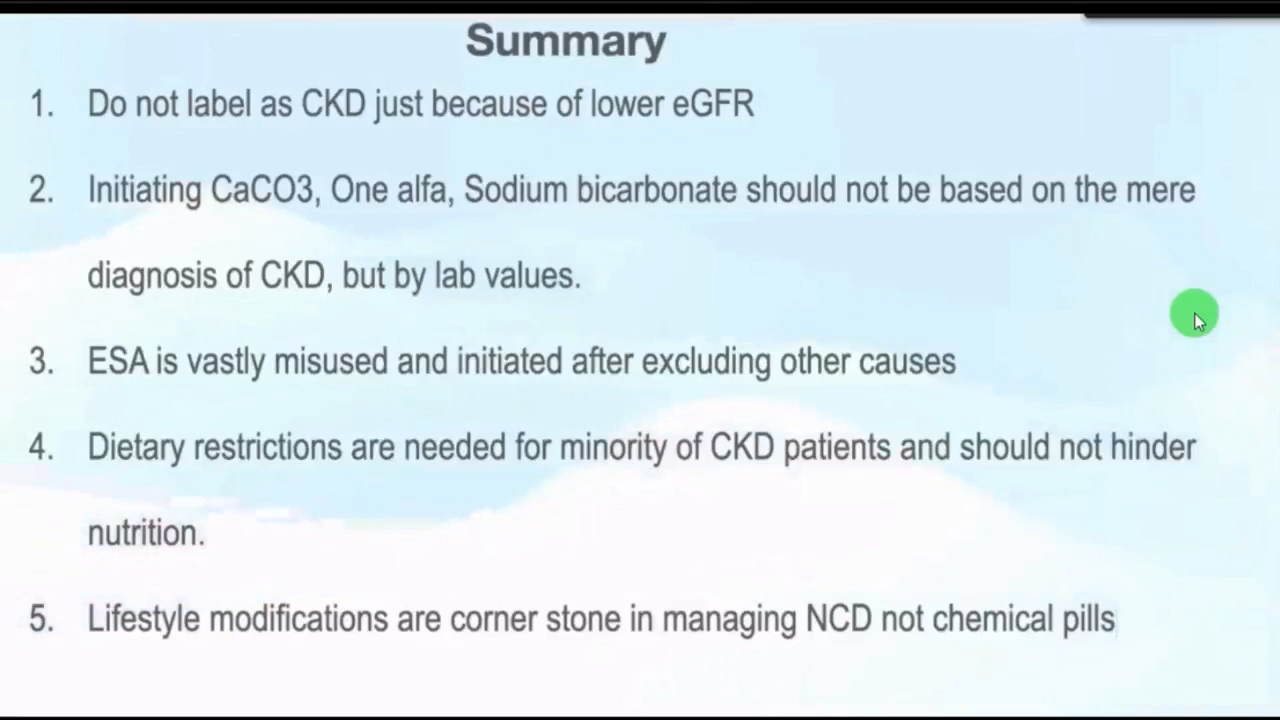 Summary
1. Do not label as CKD just because of lower eGFR
2. Initiating CaCO3, One alfa, Sodium bicarbonate should not be based on the mere
diagnosis of CKD, but by lab values.
3. ESA is vastly misused and initiated after excluding other causes
4. Dietary restrictions are needed for minority of CKD patients and should not hinder
nutrition.
5. Lifestyle modifications are corner stone in managing NCD not chemical pills